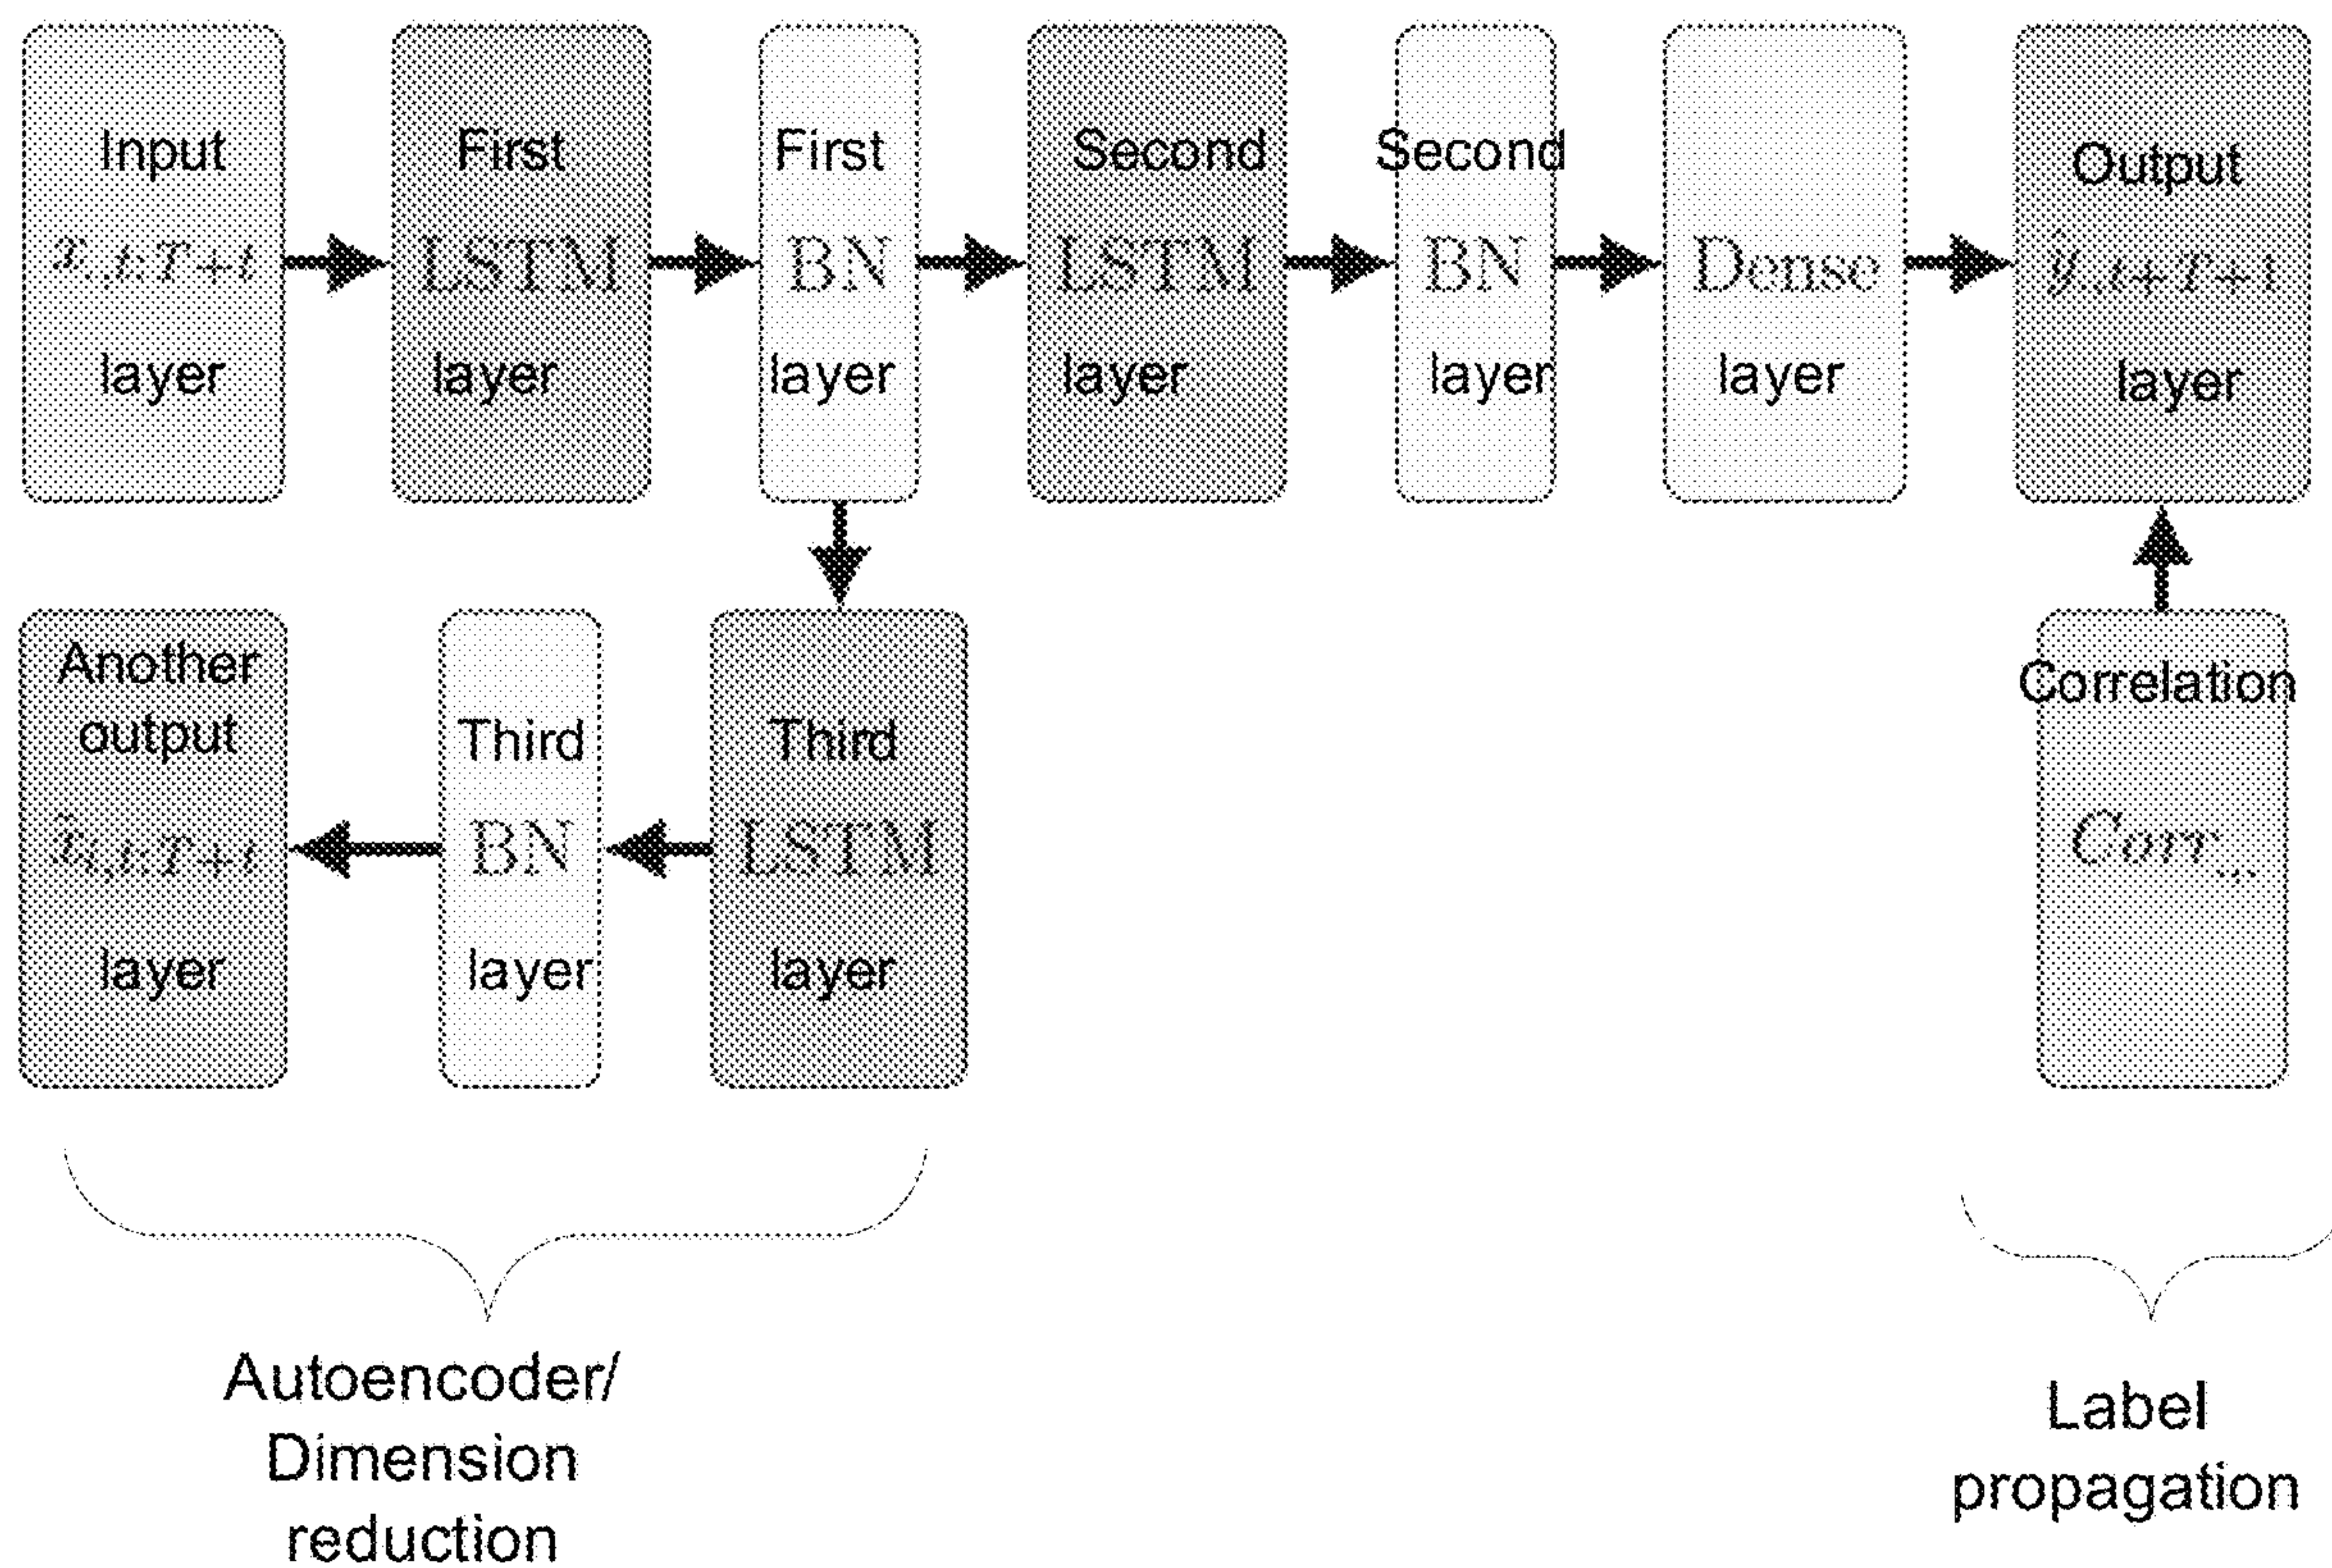 Input
x.,t:T+t
layer
First
LSTM
layer
First
BN
layer
Second
LSTM
layer
Second
BN
layer
Dense
layer
Output
layer
Another
output
layer
Third
BN
layer
Third
LSTM
layer
Correlation
Corr...
Autoencoder/
Dimension
reduction
Label
propagation